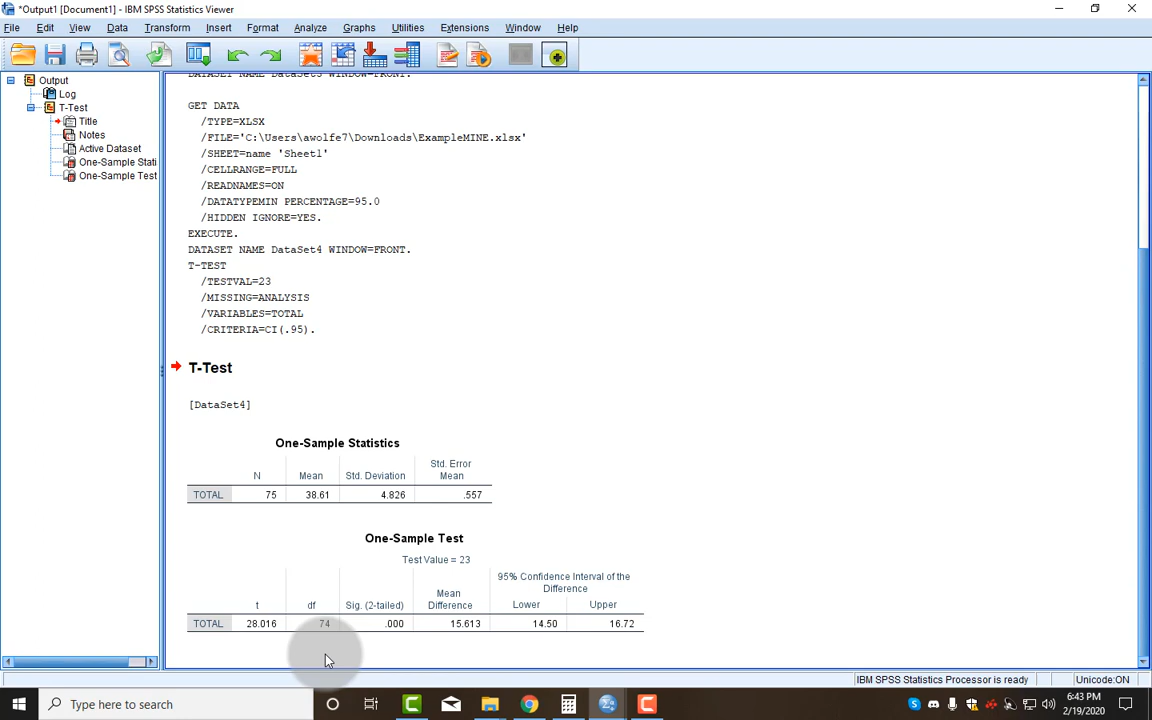 *Output1 [Document1] - IBM SPSS Statistics Viewer
File Edit View Data Transform Insert Format Analyze Graphs Utilities Extensions Window Help
Output
Log
T-Test
Title
Notes
Active Dataset
One-Sample Stati
One-Sample Test
DATASET NAME DataSet3 WINDOW=FRONT.
GET DATA
/TYPE=XLSX
/FILE='C:\Users\awolfe7\Downloads\ExampleMINE.xlsx'
/SHEET=name 'Sheet1'
/CELLRANGE=FULL
/READNAMES=ON
/DATATYPEMIN PERCENTAGE=95.0
/HIDDEN IGNORE=YES.
EXECUTE.
DATASET NAME DataSet4 WINDOW=FRONT.
T-TEST
/TESTVAL=23
/MISSING=ANALYSIS
/VARIABLES=TOTAL
/CRITERIA=CI(.95).
T-Test
[DataSet4]
One-Sample Statistics
N Mean Std. Deviation Std. Error Mean
TOTAL 75 38.61 4.826 .557
One-Sample Test
Test Value = 23
95% Confidence Interval of the Difference
t df Sig. (2-tailed) Mean Difference Lower Upper
TOTAL 28.016 74 .000 15.613 14.50 16.72
IBM SPSS Statistics Processor is ready Unicode:ON
Type here to search
6:43 PM
2/19/2020